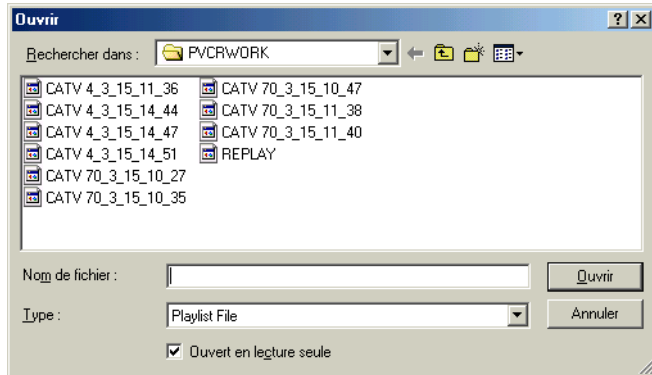 Ouvrir
Rechercher dans : PVCRWORK
CATV 4_3_15_11_36
CATV 4_3_15_14_44
CATV 4_3_15_14_47
CATV 4_3_15_14_51
CATV 70_3_15_10_27
CATV 70_3_15_10_35
CATV 70_3_15_10_47
CATV 70_3_15_11_38
CATV 70_3_15_11_40
REPLAY
Nom de fichier :
Ouvrir
Type : Playlist File
Annuler
Ouvert en lecture seule